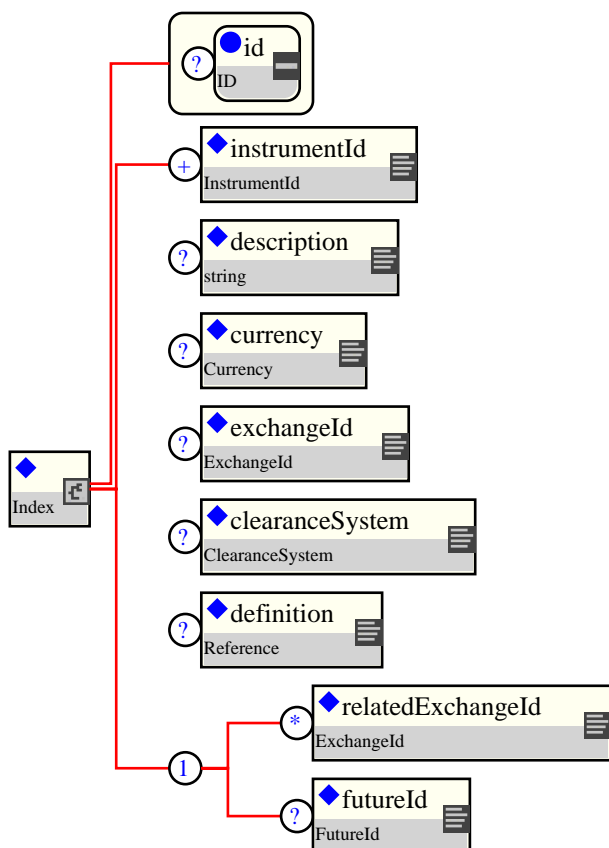 ? id
ID
+ instrumentId
InstrumentId
? description
string
? currency
Currency
? exchangeId
ExchangeId
Index
? clearanceSystem
ClearanceSystem
? definition
Reference
* relatedExchangeId
ExchangeId
1
? futureId
FutureId